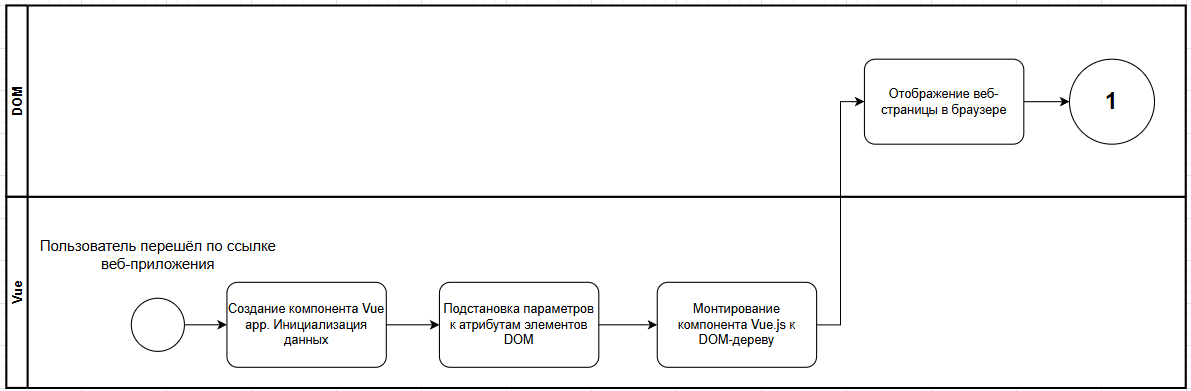 DOM
Отображение веб-
страницы в браузере
1
Vue
Пользователь перешёл по ссылке
веб-приложения
Создание компонента Vue
app. Инициализация
данных
Подстановка параметров
к атрибутам элементов
DOM
Монтирование
компонента Vue.js к
DOM-дереву